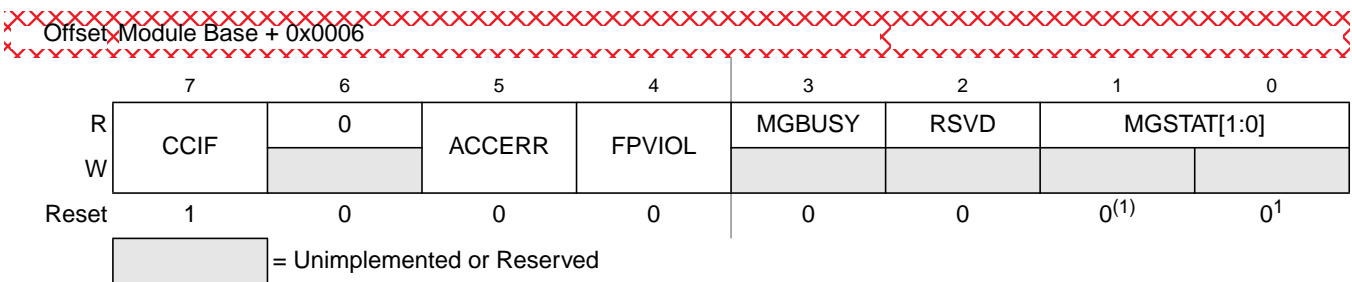 Offset Module Base + 0x0006
7 6 5 4 3 2 1 0
R CCIF 0 ACCERR FPVIOL MGBUSY RSVD MGSTAT[1:0]
W
Reset 1 0 0 0 0 0 0(1) 01
= Unimplemented or Reserved